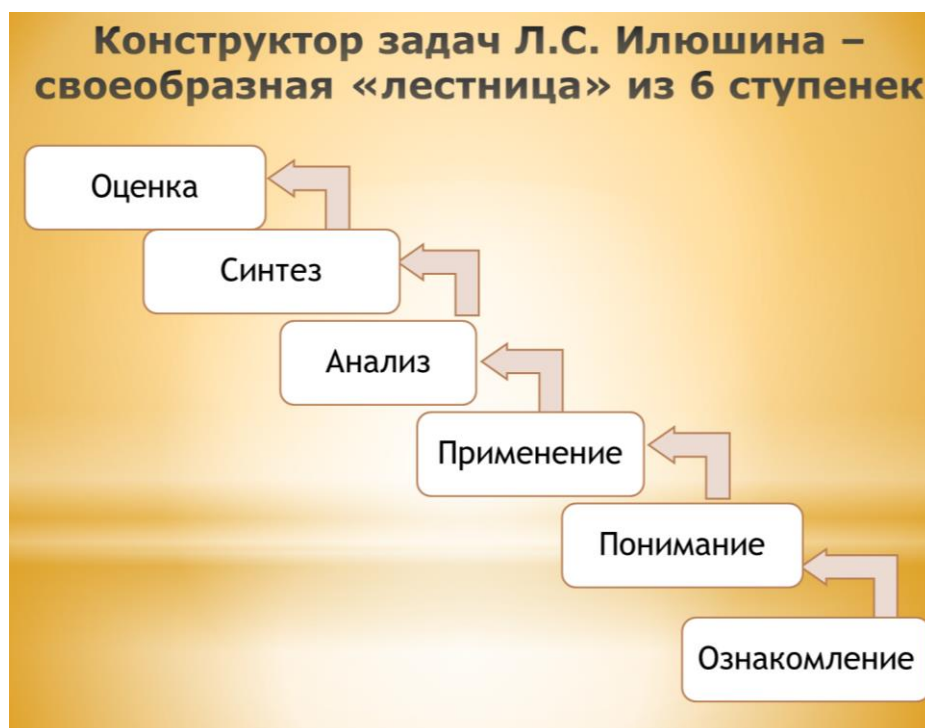 Конструктор задач Л.С. Илюшина –
своеобразная «лестница» из 6 ступенек
Оценка
Синтез
Анализ
Применение
Понимание
Ознакомление